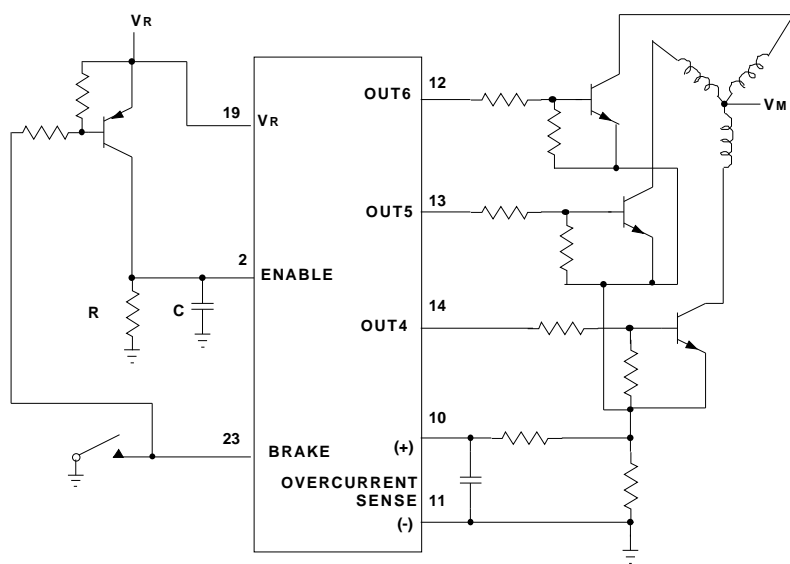 VR
19
VR
2
ENABLE
R
C
23
BRAKE
OUT6
12
OUT5
13
OUT4
14
10
(+)
OVERCURRENT
SENSE
11
(-)
VM